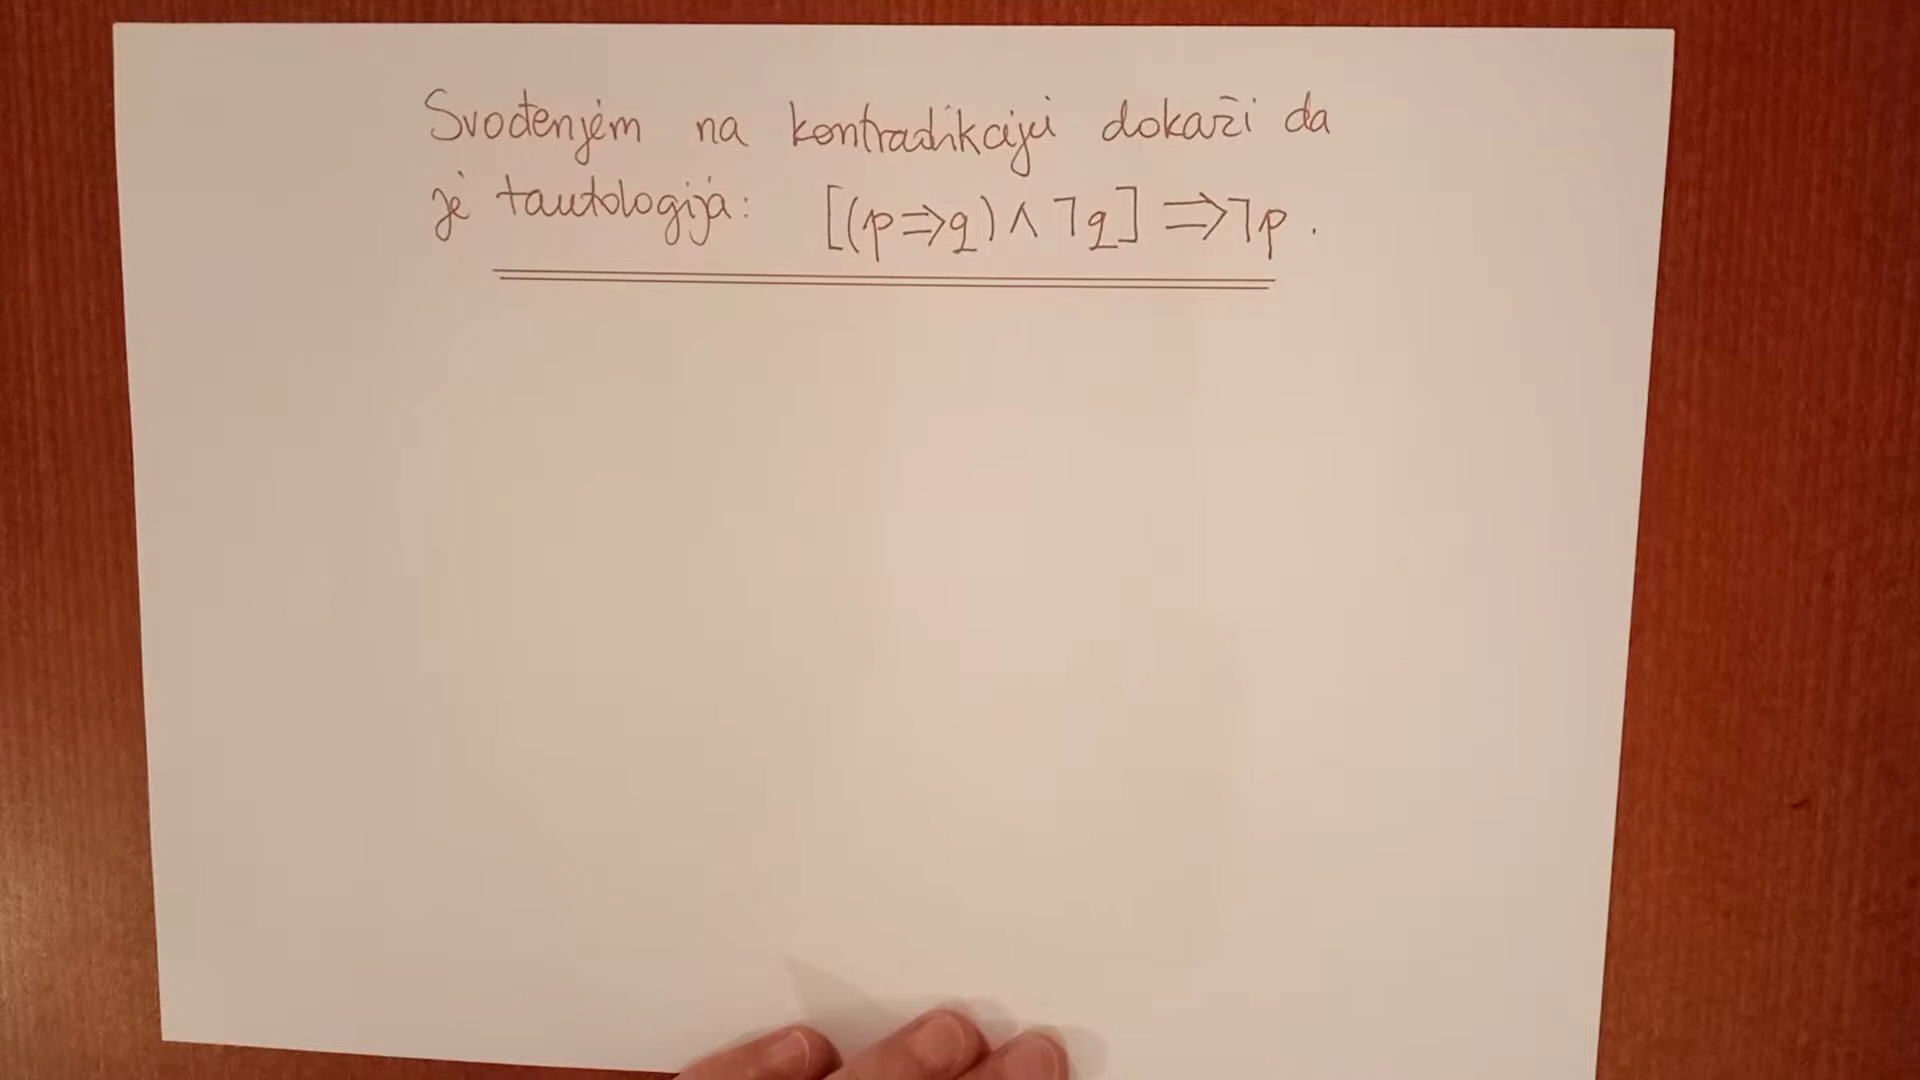 Svođenjem na kontradikciju dokaži da
je tautologija: [(p⇒q)∧¬q]⇒¬p.